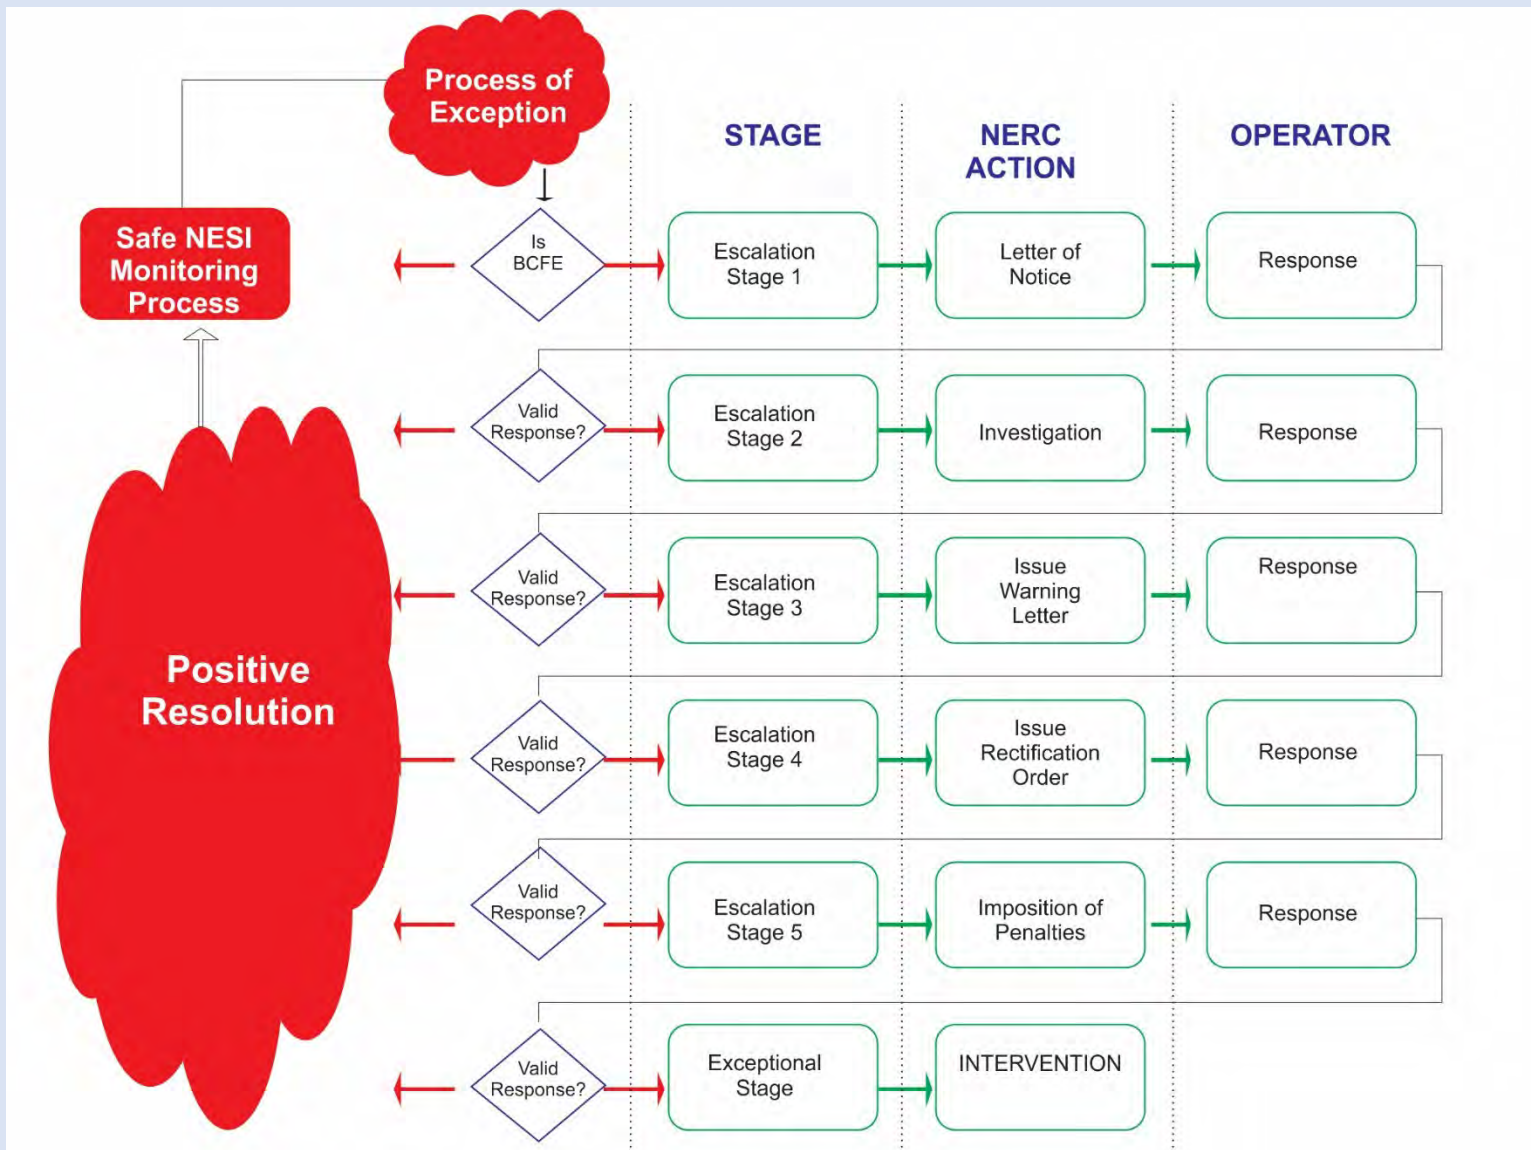 Process of
Exception
STAGE
NERC
ACTION
OPERATOR
Safe NESI
Monitoring
Process
Is
BCFE
Escalation
Stage 1
Letter of
Notice
Response
Valid
Response?
Escalation
Stage 2
Investigation
Response
Valid
Response?
Escalation
Stage 3
Issue
Warning
Letter
Response
Positive
Resolution
Valid
Response?
Escalation
Stage 4
Issue
Rectification
Order
Response
Valid
Response?
Escalation
Stage 5
Imposition of
Penalties
Response
Valid
Response?
Exceptional
Stage
INTERVENTION